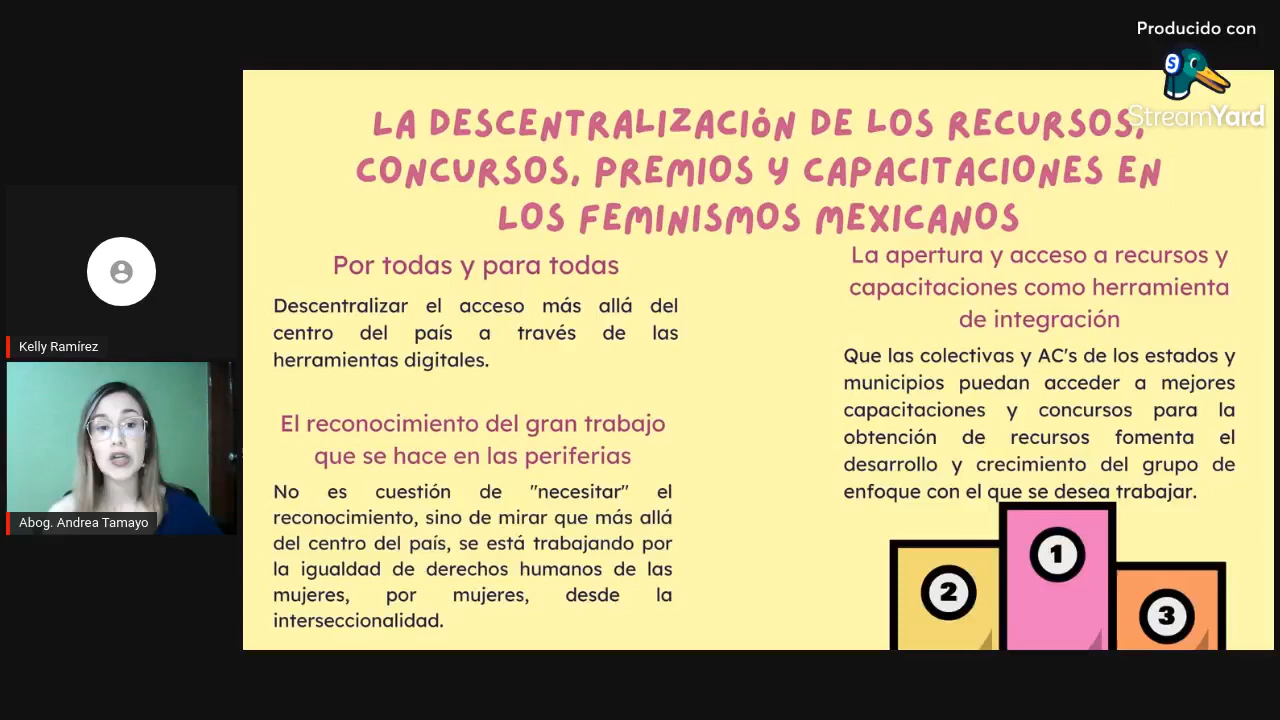 Producido con
StreamYard
LA DESCENTRALIZACIÓN DE LOS RECURSOS,
CONCURSOS, PREMIOS Y CAPACITACIONES EN
LOS FEMINISMOS MEXICANOS
Por todas y para todas
Descentralizar el acceso más allá del
centro del país a través de las
herramientas digitales.
El reconocimiento del gran trabajo
que se hace en las periferias
No es cuestión de "necesitar" el
reconocimiento, sino de mirar que más allá
del centro del país, se está trabajando por
la igualdad de derechos humanos de las
mujeres, por mujeres, desde la
interseccionalidad.
La apertura y acceso a recursos y
capacitaciones como herramienta
de integración
Que las colectivas y AC's de los estados y
municipios puedan acceder a mejores
capacitaciones y concursos para la
obtención de recursos fomenta el
desarrollo y crecimiento del grupo de
enfoque con el que se desea trabajar.
2
1
3
Kelly Ramírez
Abog. Andrea Tamayo